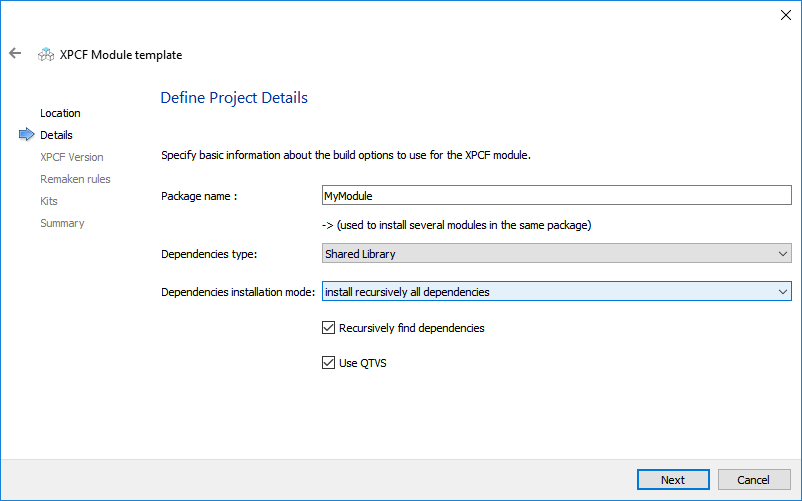 XPCF Module template
Define Project Details
Location
Details
XPCF Version
Remaken rules
Kits
Summary
Specify basic information about the build options to use for the XPCF module.
Package name :
MyModule
-> (used to install several modules in the same package)
Dependencies type:
Shared Library
Dependencies installation mode:
install recursively all dependencies
Recursively find dependencies
Use QTVS
Next
Cancel